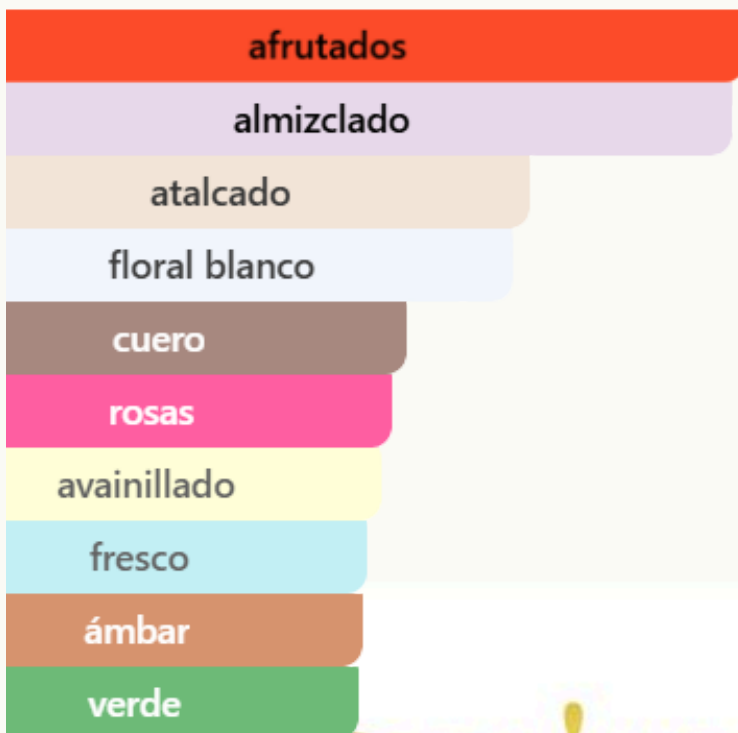 afrutados
almizclado
atalcado
floral blanco
cuero
rosas
avainillado
fresco
ámbar
verde